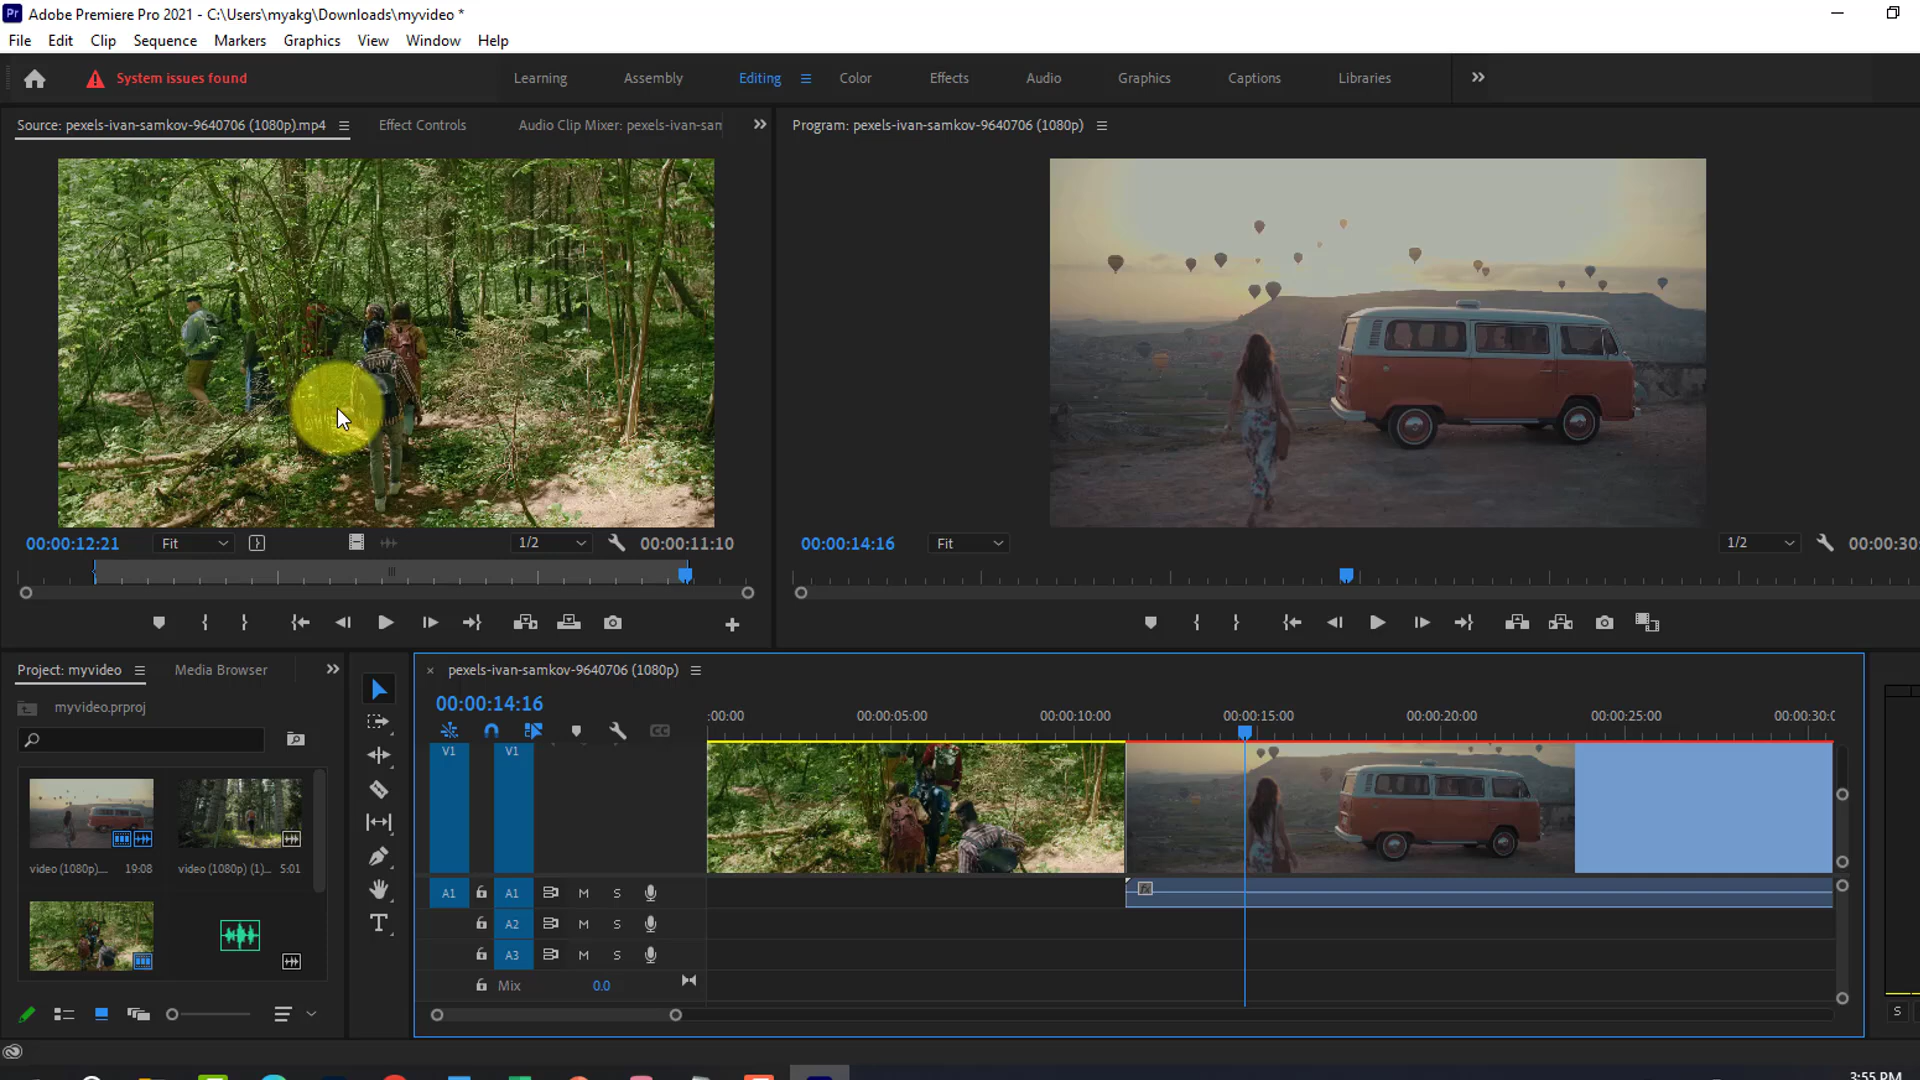 Pr Adobe Premiere Pro 2021 - C:\Users\myakg\Downloads\myvideo *
File Edit Clip Sequence Markers Graphics View Window Help
System issues found Learning Assembly Editing Color Effects Audio Graphics Captions Libraries
Source: pexels-ivan-samkov-9640706 (1080p).mp4 Effect Controls Audio Clip Mixer: pexels-ivan-sam
Program: pexels-ivan-samkov-9640706 (1080p)
00:00:12:21 Fit 1/2 00:00:11:10
00:00:14:16 Fit 1/2 00:00:30:
Project: myvideo Media Browser
myvideo.prproj
video (1080p).... 19:08 video (1080p) (1)... 5:01
pexels-ivan-samkov-9640706 (1080p)
00:00:14:16
:00:00 00:00:05:00 00:00:10:00 00:00:15:00 00:00:20:00 00:00:25:00 00:00:30:0
CC
V1 V1
A1 A1 M S
A2 M S
A3 M S
Mix 0.0
T
S
3:55 PM